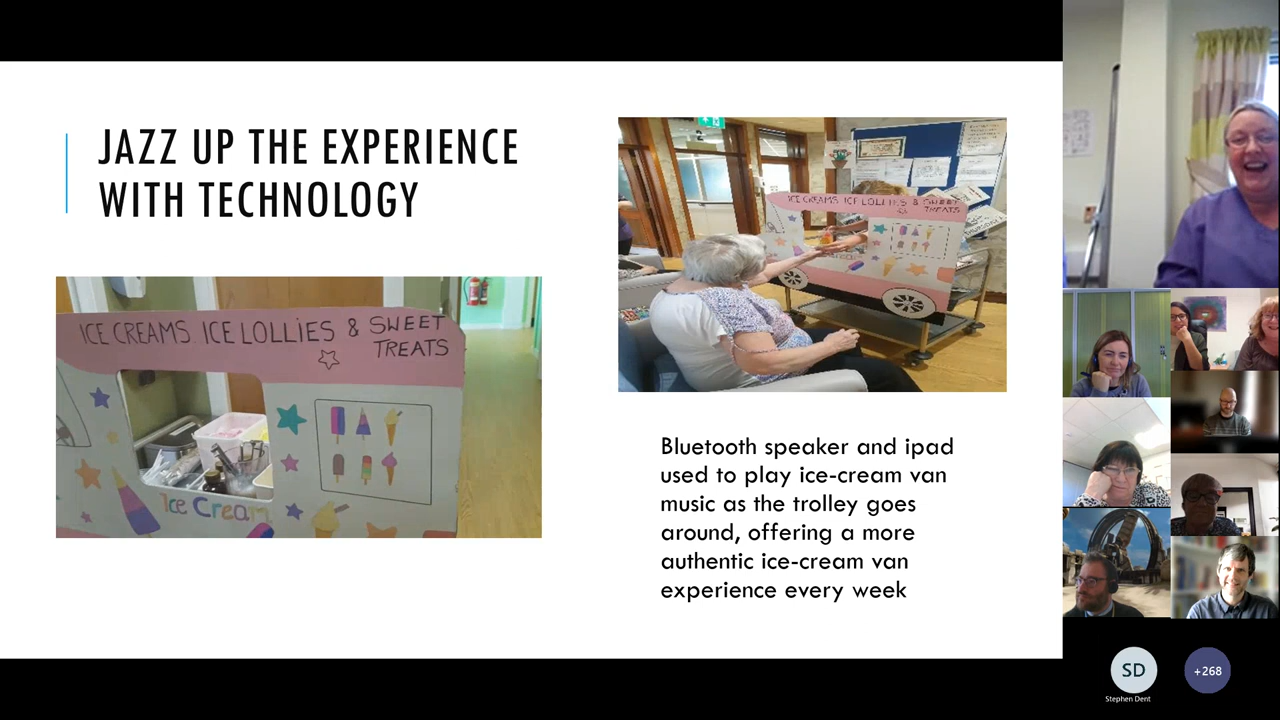 JAZZ UP THE EXPERIENCE
WITH TECHNOLOGY
ICE CREAMS ICE LOLLIES & SWEET
TREATS
Ice Cream
ICE CREAMS ICE LOLLIES & SWEET
TREATS
Bluetooth speaker and ipad
used to play ice-cream van
music as the trolley goes
around, offering a more
authentic ice-cream van
experience every week
SD
Stephen Dent
+268